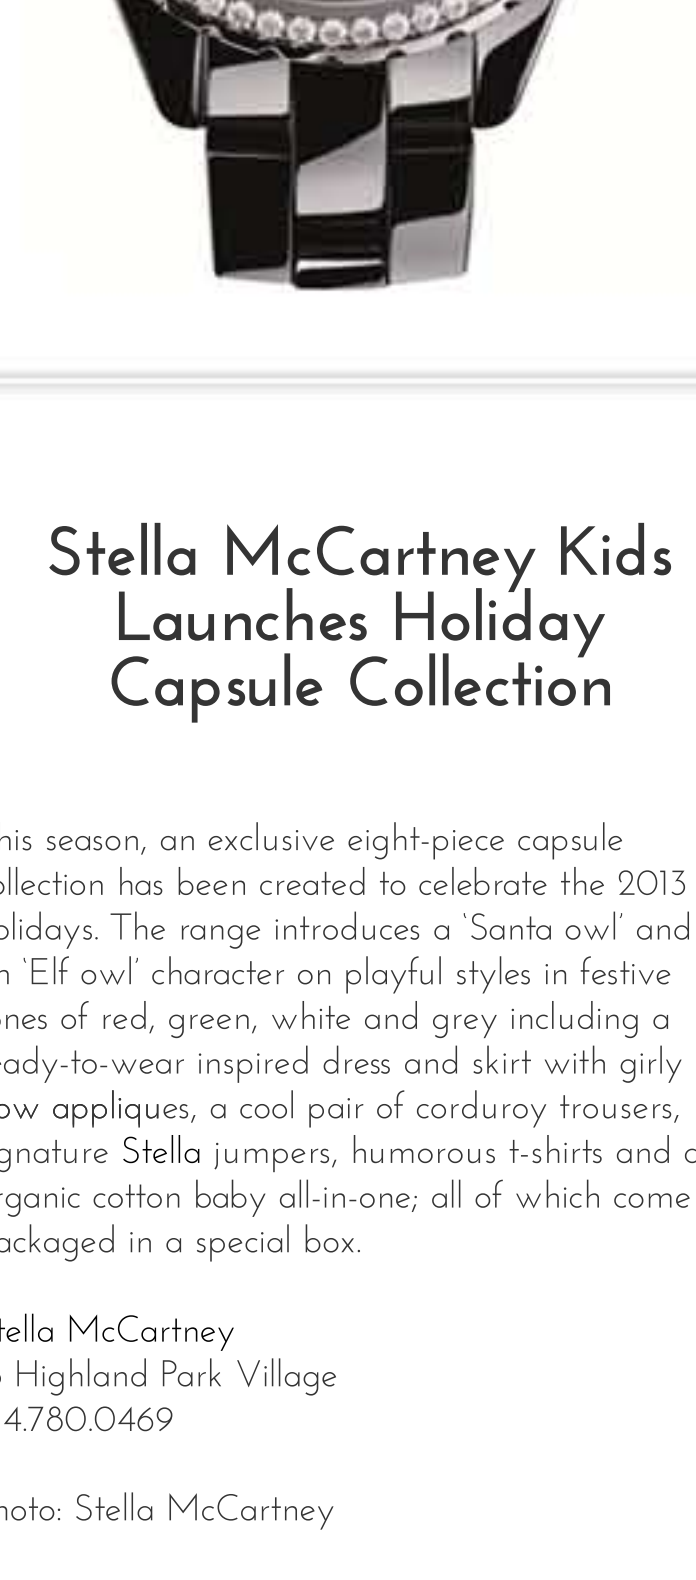 Stella McCartney Kids
Launches Holiday
Capsule Collection
his season, an exclusive eight-piece capsule
ollection has been created to celebrate the 2013
olidays. The range introduces a ‘Santa owl’ and
n ‘Elf owl’ character on playful styles in festive
ones of red, green, white and grey including a
eady-to-wear inspired dress and skirt with girly
ow appliques, a cool pair of corduroy trousers,
gnature Stella jumpers, humorous t-shirts and
rganic cotton baby all-in-one; all of which come
ackaged in a special box.
tella McCartney
Highland Park Village
4.780.0469
hoto: Stella McCartney